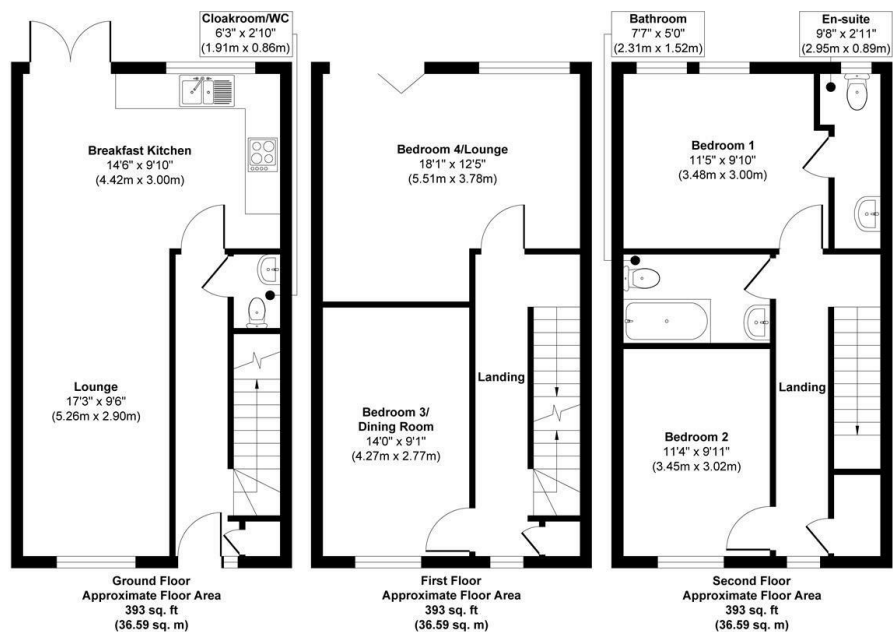 Cloakroom/WC
6'3" x 2'10"
(1.91m x 0.86m)
Breakfast Kitchen
14'6" x 9'10"
(4.42m x 3.00m)
Lounge
17'3" x 9'6"
(5.26m x 2.90m)
Ground Floor
Approximate Floor Area
393 sq. ft
(36.59 sq. m)
Bedroom 4/Lounge
18'1" x 12'5"
(5.51m x 3.78m)
Landing
Bedroom 3/
Dining Room
14'0" x 9'1"
(4.27m x 2.77m)
First Floor
Approximate Floor Area
393 sq. ft
(36.59 sq. m)
Bathroom
7'7" x 5'0"
(2.31m x 1.52m)
En-suite
9'8" x 2'11"
(2.95m x 0.89m)
Bedroom 1
11'5" x 9'10"
(3.48m x 3.00m)
Landing
Bedroom 2
11'4" x 9'11"
(3.45m x 3.02m)
Second Floor
Approximate Floor Area
393 sq. ft
(36.59 sq. m)